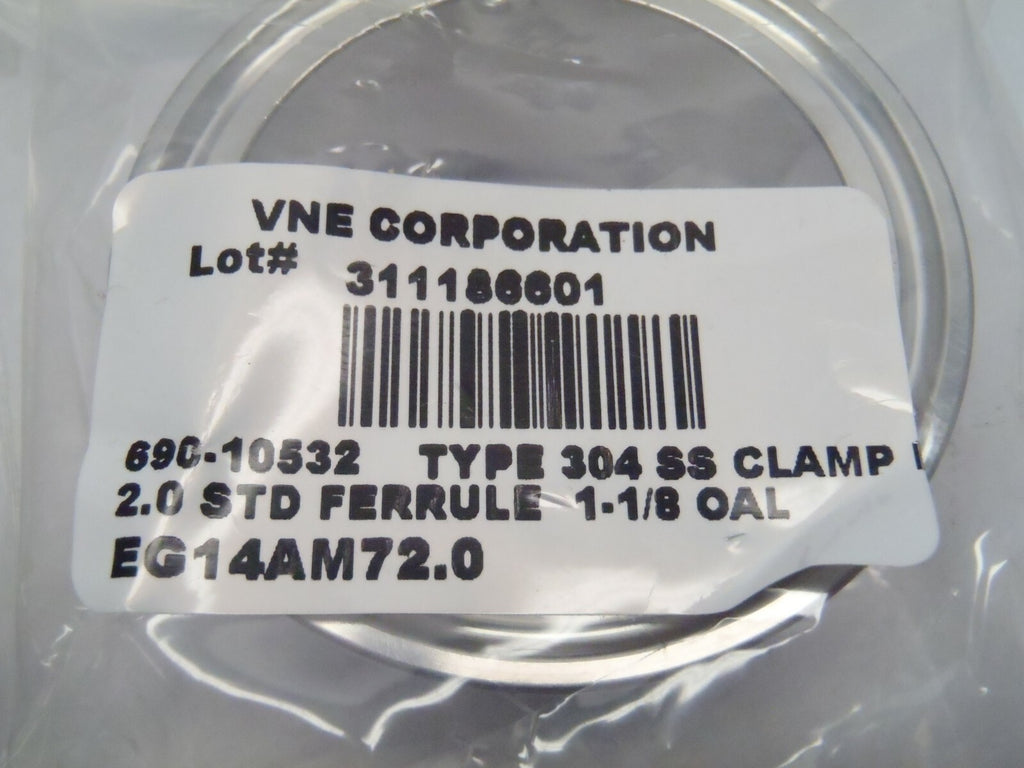 VNE CORPORATION
Lot# 311186601
690-10532 TYPE 304 SS CLAMP
2.0 STD FERRULE 1-1/8 OAL
EG14AM72.0